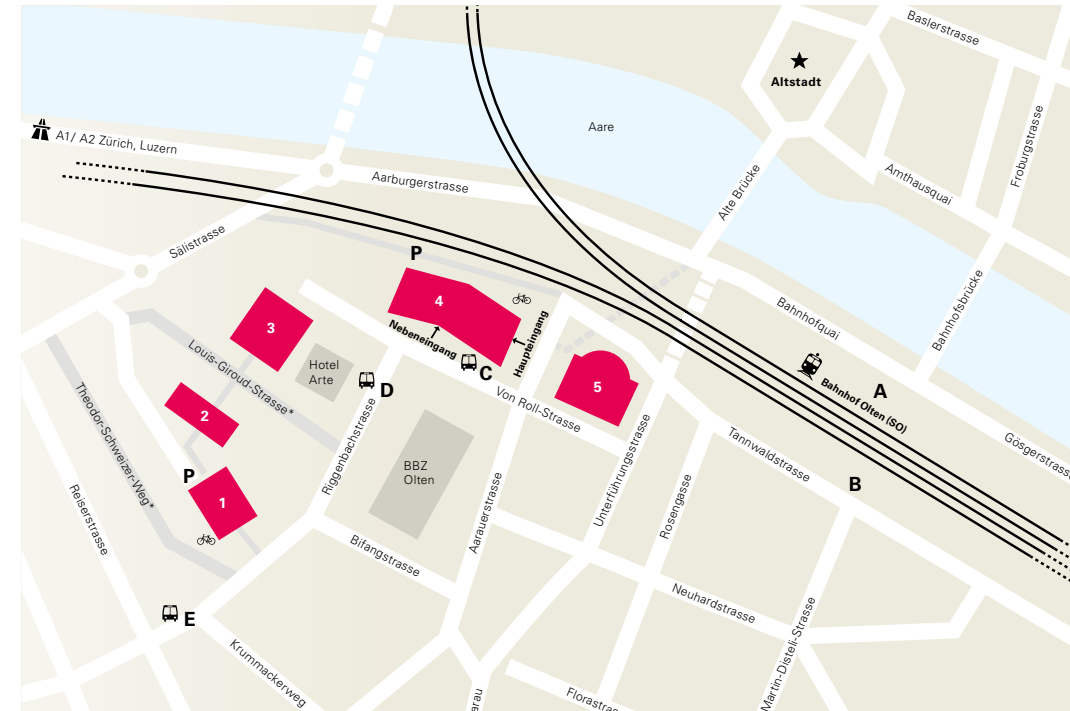 Baslerstrasse
Altstadt
Aare
A1/ A2 Zürich, Luzern
Froburgstrasse
Aarburgerstrasse
Alte Brücke
Amthausquai
Sälistrasse
P
4
Nebeneingang
Haupteingang
C
3
Hotel
Arte
D
Louis-Giroud-Strasse*
Bahnhofquai
Bahnhofsbrücke
Bahnhof Olten (SO)
A
5
Von Roll-Strasse
2
Theodor-Schweizer-Weg*
P
1
Riggenbachstrasse
BBZ
Olten
Aarauerstrasse
Unterführungsstrasse
Rosengasse
Tannwaldstrasse
B
Gösgerstrasse
Reiserstrasse
Bifangstrasse
Neuhardstrasse
E
Krummackerweg
Martin-Disteli-Strasse
arau
Florastra